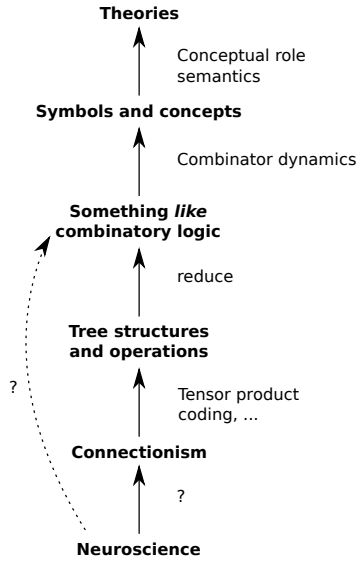 Theories
Conceptual role
semantics
Symbols and concepts
Combinator dynamics
Something like
combinatory logic
reduce
Tree structures
and operations
?
Tensor product
coding, ...
Connectionism
?
Neuroscience